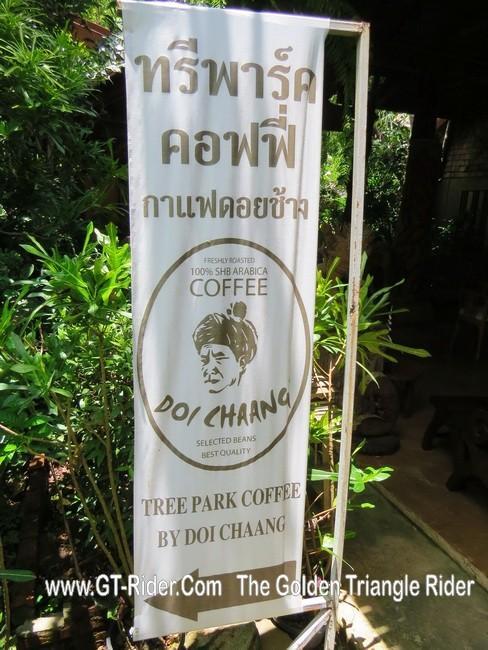 ทรีพาร์ค
คอฟฟี่
กาแฟดอยช้าง
FRESHLY ROASTED
100% SHB ARABICA
COFFEE
DOI CHAANG
SELECTED BEANS
BEST QUALITY
TREE PARK COFFEE
BY DOI CHAANG
www.GT-Rider.Com The Golden Triangle Rider